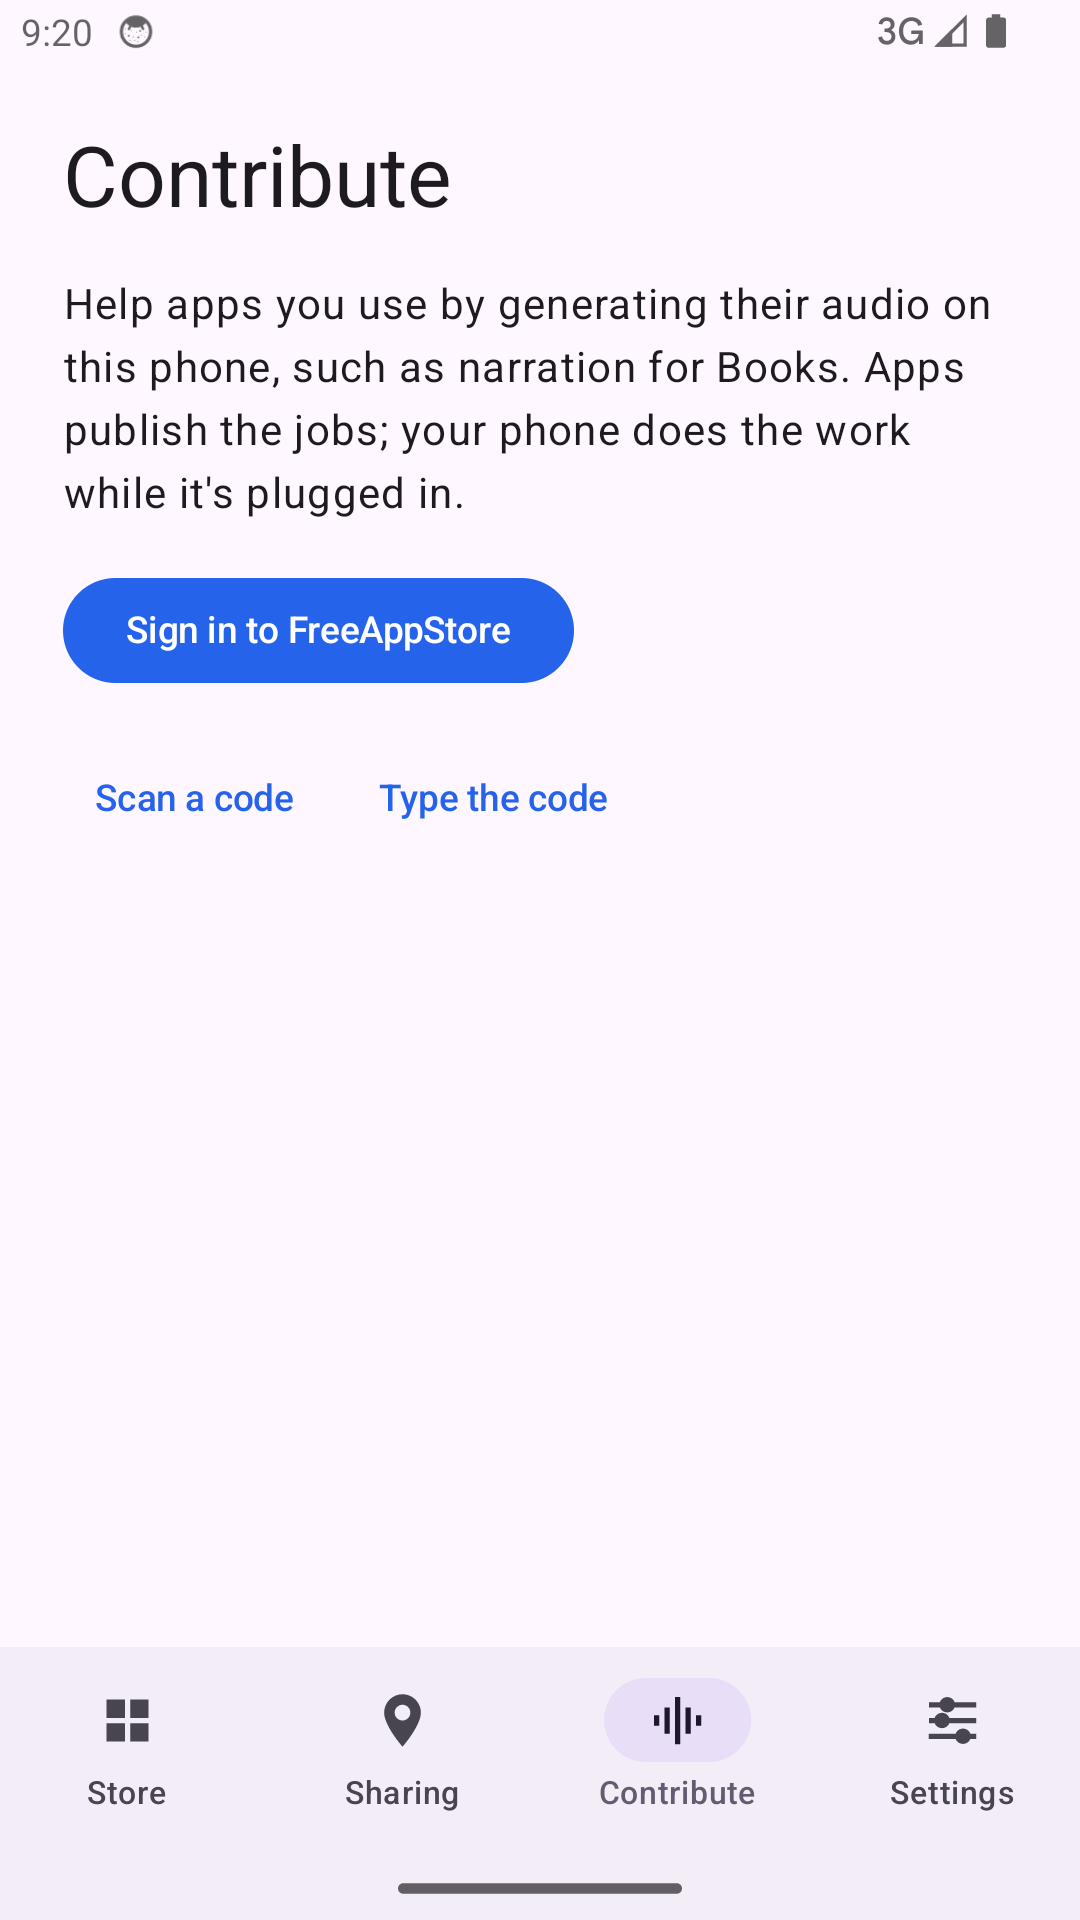 9:20
3G
Contribute
Help apps you use by generating their audio on
this phone, such as narration for Books. Apps
publish the jobs; your phone does the work
while it's plugged in.
Sign in to FreeAppStore
Scan a code
Type the code
Store
Sharing
Contribute
Settings